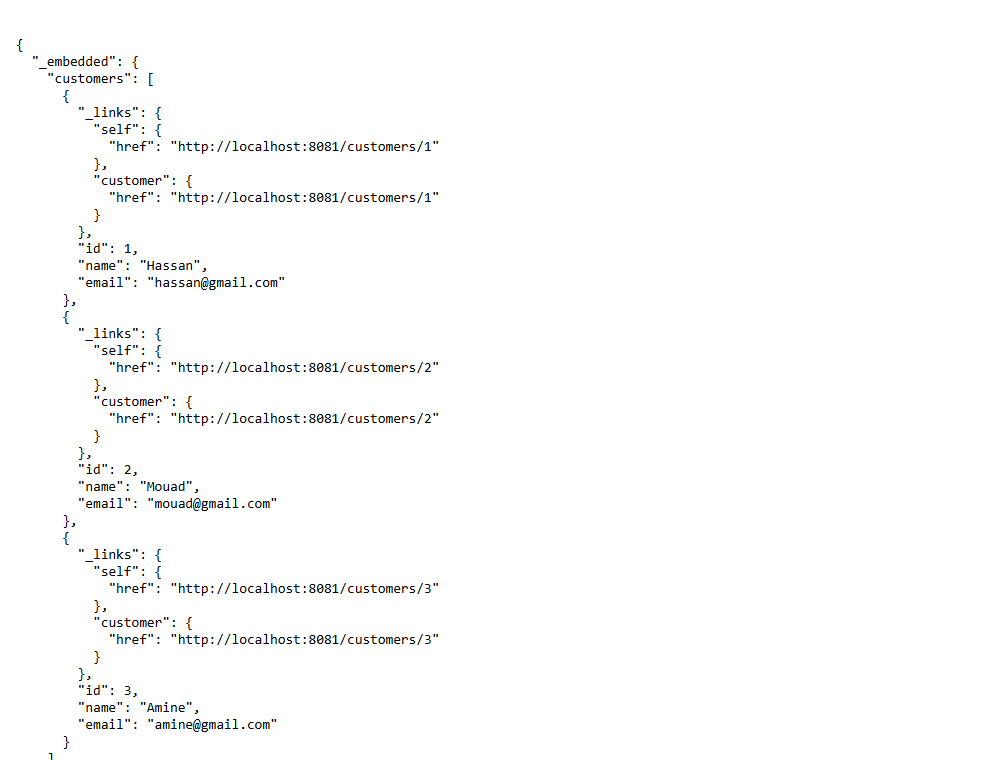 {
  "_embedded": {
    "customers": [
      {
        "_links": {
          "self": {
            "href": "http://localhost:8081/customers/1"
          },
          "customer": {
            "href": "http://localhost:8081/customers/1"
          }
        },
        "id": 1,
        "name": "Hassan",
        "email": "hassan@gmail.com"
      },
      {
        "_links": {
          "self": {
            "href": "http://localhost:8081/customers/2"
          },
          "customer": {
            "href": "http://localhost:8081/customers/2"
          }
        },
        "id": 2,
        "name": "Mouad",
        "email": "mouad@gmail.com"
      },
      {
        "_links": {
          "self": {
            "href": "http://localhost:8081/customers/3"
          },
          "customer": {
            "href": "http://localhost:8081/customers/3"
          }
        },
        "id": 3,
        "name": "Amine",
        "email": "amine@gmail.com"
      }
    ]